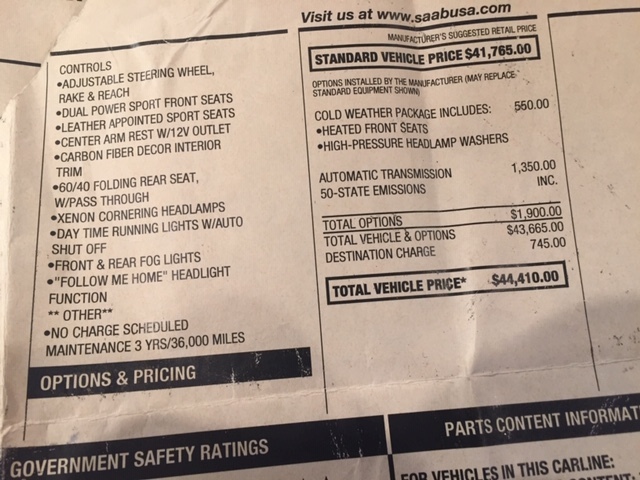 Visit us at www.saabusa.com
CONTROLS
•ADJUSTABLE STEERING WHEEL,
RAKE & REACH
•DUAL POWER SPORT FRONT SEATS
•LEATHER APPOINTED SPORT SEATS
•CENTER ARM REST W/12V OUTLET
•CARBON FIBER DECOR INTERIOR
TRIM
•60/40 FOLDING REAR SEAT,
W/PASS THROUGH
•XENON CORNERING HEADLAMPS
•DAY TIME RUNNING LIGHTS W/AUTO
SHUT OFF
•FRONT & REAR FOG LIGHTS
•"FOLLOW ME HOME" HEADLIGHT
FUNCTION
** OTHER**
•NO CHARGE SCHEDULED
MAINTENANCE 3 YRS/36,000 MILES
OPTIONS & PRICING
MANUFACTURER'S SUGGESTED RETAIL PRICE
STANDARD VEHICLE PRICE $41,765.00
OPTIONS INSTALLED BY THE MANUFACTURER (MAY REPLACE
STANDARD EQUIPMENT SHOWN)
COLD WEATHER PACKAGE INCLUDES: 550.00
•HEATED FRONT SEATS
•HIGH-PRESSURE HEADLAMP WASHERS
AUTOMATIC TRANSMISSION 1,350.00
50-STATE EMISSIONS INC.
TOTAL OPTIONS $1,900.00
TOTAL VEHICLE & OPTIONS $43,665.00
DESTINATION CHARGE 745.00
TOTAL VEHICLE PRICE* $44,410.00
GOVERNMENT SAFETY RATINGS
PARTS CONTENT INFORMAT
FOR VEHICLES IN THIS CARLINE: